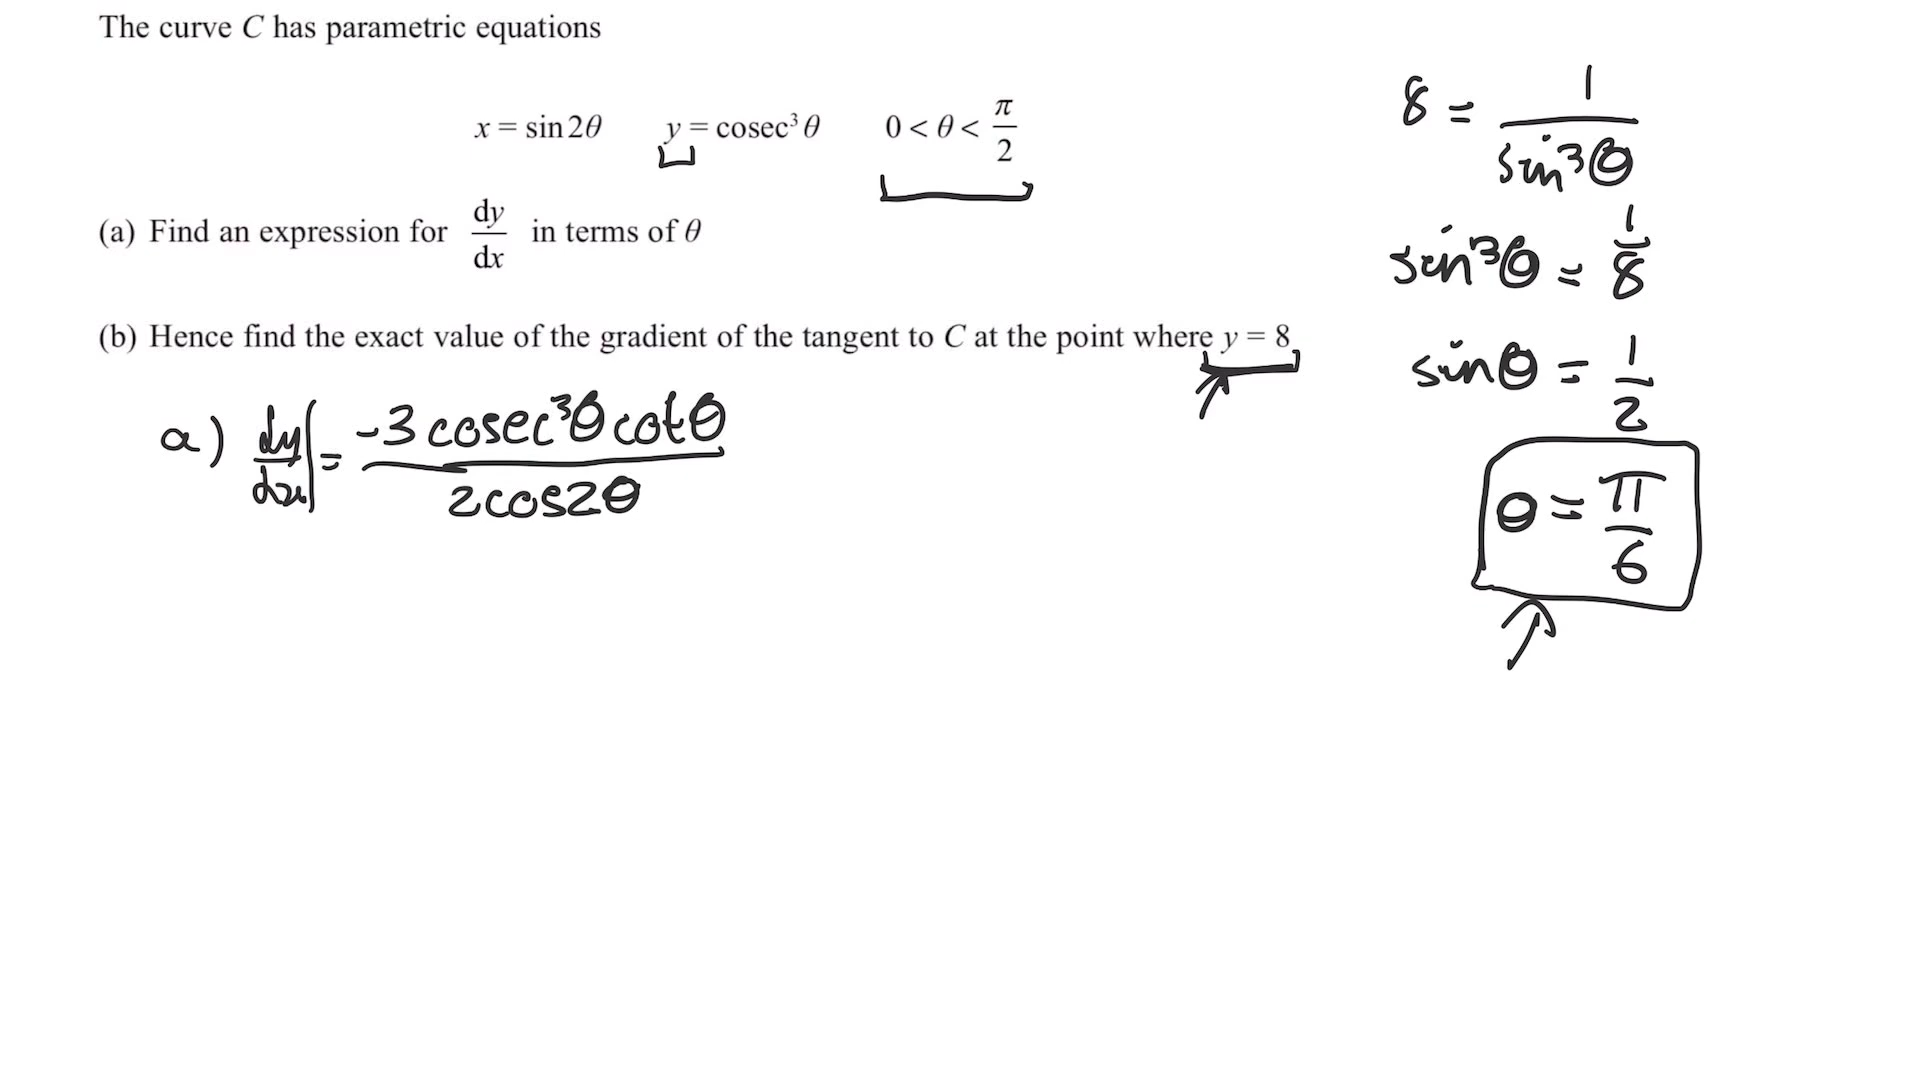 The curve C has parametric equations
x = sin 2θ y = cosec³ θ 0 < θ < π/2
(a) Find an expression for dy/dx in terms of θ
(b) Hence find the exact value of the gradient of the tangent to C at the point where y = 8
a) dy/dx| = -3 cosec³θ cotθ / 2cos2θ
8 = 1/sin³θ
sin³θ = 1/8
sinθ = 1/2
θ = π/6